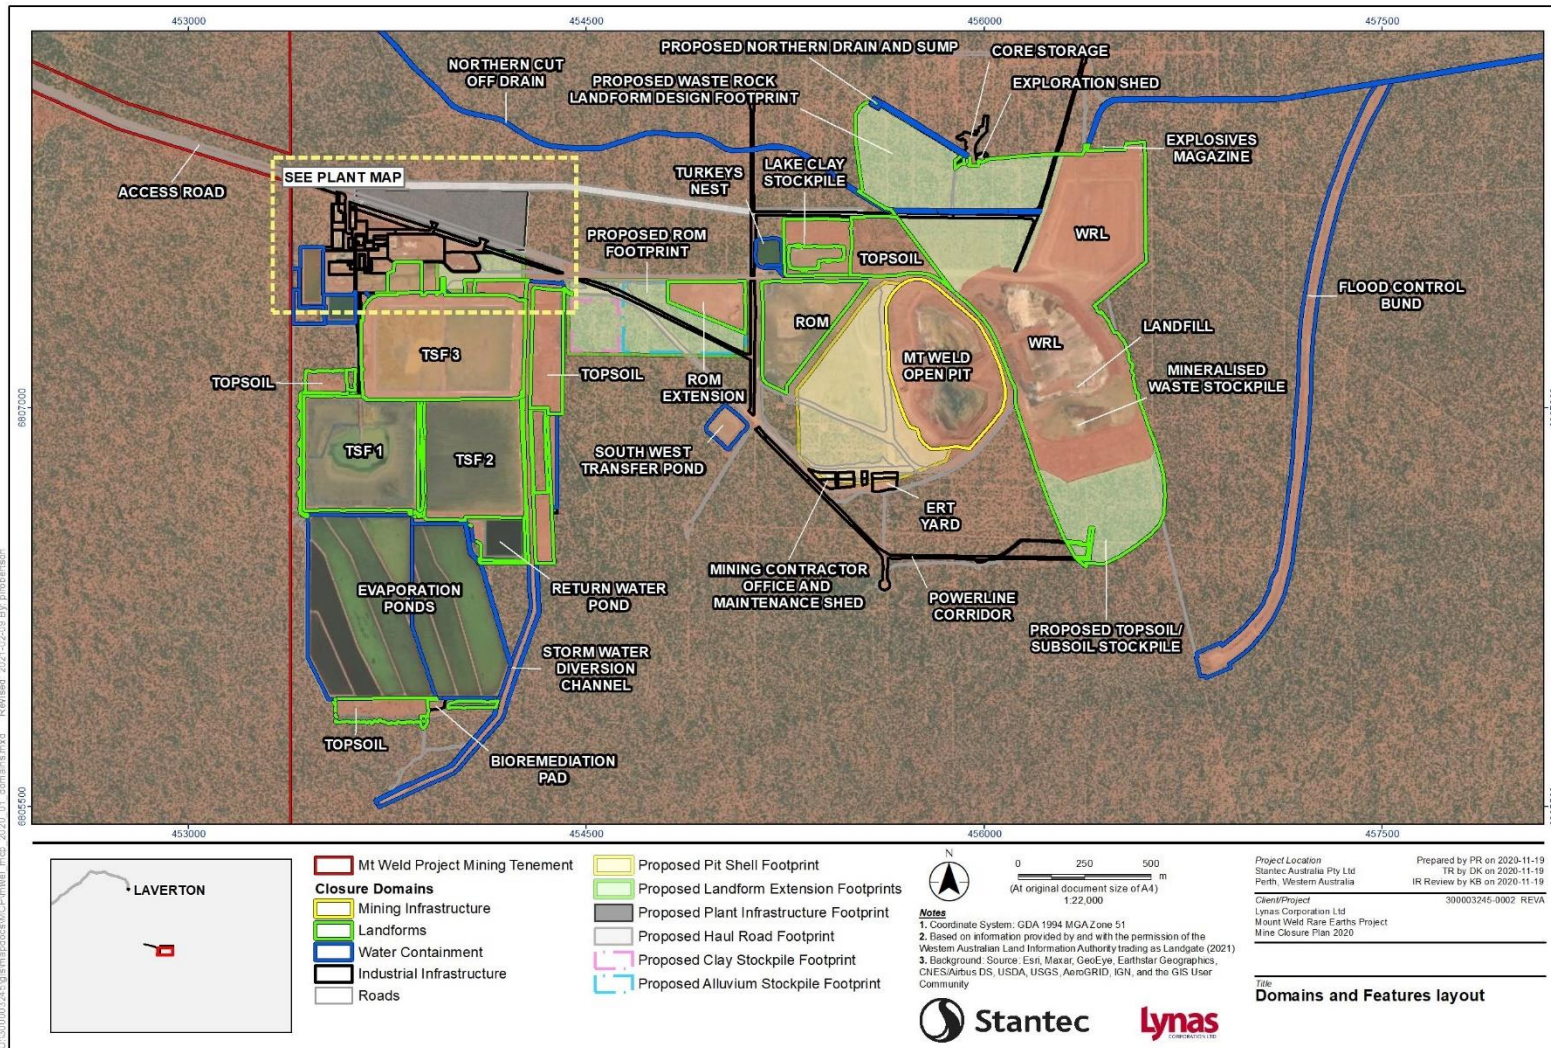 453000
454500
456000
457500
PROPOSED NORTHERN DRAIN AND SUMP
CORE STORAGE
NORTHERN CUT
OFF DRAIN
PROPOSED WASTE ROCK
LANDFORM DESIGN FOOTPRINT
EXPLORATION SHED
EXPLOSIVES
MAGAZINE
ACCESS ROAD
SEE PLANT MAP
TURKEYS
NEST
LAKE CLAY
STOCKPILE
PROPOSED ROM
FOOTPRINT
TOPSOIL
WRL
FLOOD CONTROL
BUND
ROM
LANDFILL
TSF 3
MT WELD
OPEN PIT
WRL
MINERALISED
WASTE STOCKPILE
TOPSOIL
TOPSOIL
ROM
EXTENSION
6807000
TSF 1
TSF 2
SOUTH WEST
TRANSFER POND
ERT
YARD
MINING CONTRACTOR
OFFICE AND
MAINTENANCE SHED
POWERLINE
CORRIDOR
PROPOSED TOPSOIL/
SUBSOIL STOCKPILE
EVAPORATION
PONDS
RETURN WATER
POND
STORM WATER
DIVERSION
CHANNEL
TOPSOIL
BIOREMEDIATION
PAD
6805500
453000
454500
456000
457500
LAVERTON
Mt Weld Project Mining Tenement
Closure Domains
Mining Infrastructure
Landforms
Water Containment
Industrial Infrastructure
Roads
Proposed Pit Shell Footprint
Proposed Landform Extension Footprints
Proposed Plant Infrastructure Footprint
Proposed Haul Road Footprint
Proposed Clay Stockpile Footprint
Proposed Alluvium Stockpile Footprint
N
0 250 500
m
(At original document size of A4)
1:22,000
Notes
1. Coordinate System: GDA 1994 MGA Zone 51
2. Based on information provided by and with the permission of the
Western Australian Land Information Authority trading as Landgate (2021)
3. Background: Source: Esri, Maxar, GeoEye, Earthstar Geographics,
CNES/Airbus DS, USDA, USGS, AeroGRID, IGN, and the GIS User
Community
Stantec
Lynas
CORPORATION LTD
Project Location
Stantec Australia Pty Ltd
Perth, Western Australia
Prepared by PR on 2020-11-19
TR by DK on 2020-11-19
IR Review by KB on 2020-11-19
Client/Project
300003245-0002 REVA
Lynas Corporation Ltd
Mount Weld Rare Earths Project
Mine Closure Plan 2020
Title
Domains and Features layout